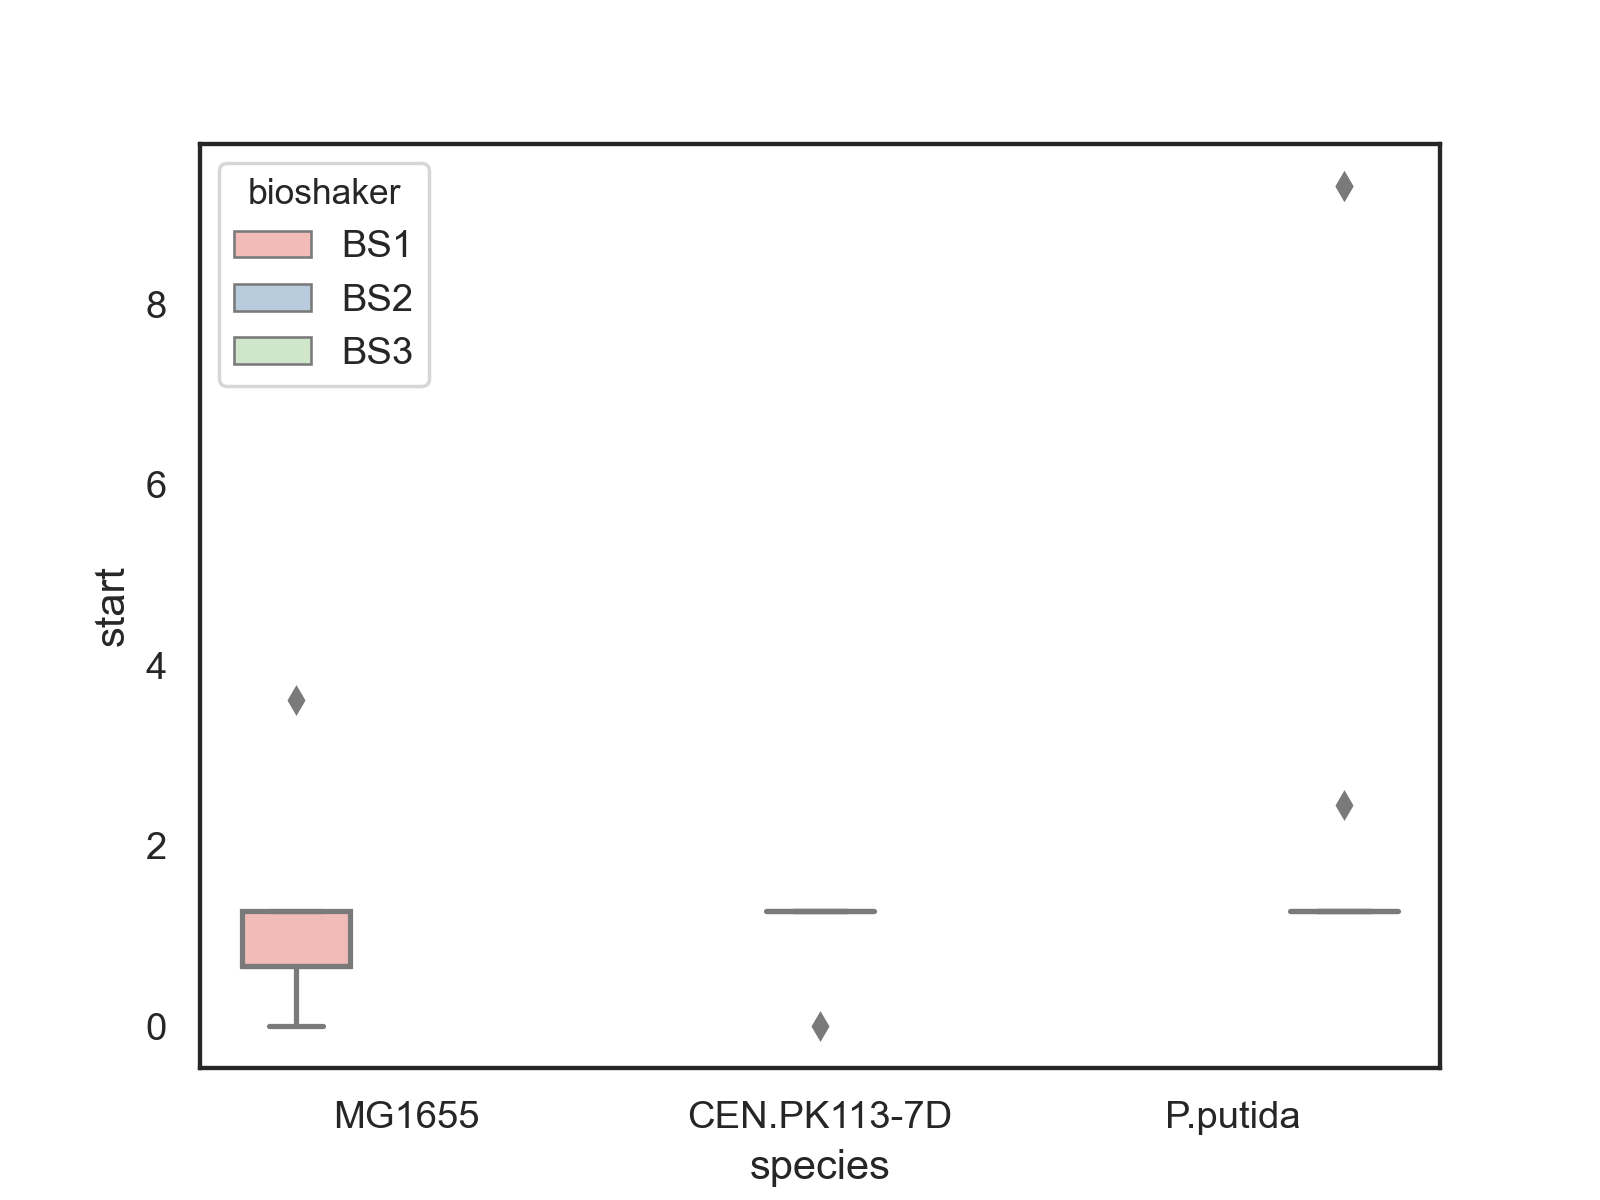 bioshaker
BS1
BS2
BS3
8
6
4
2
0
start
MG1655
CEN.PK113-7D
P.putida
species